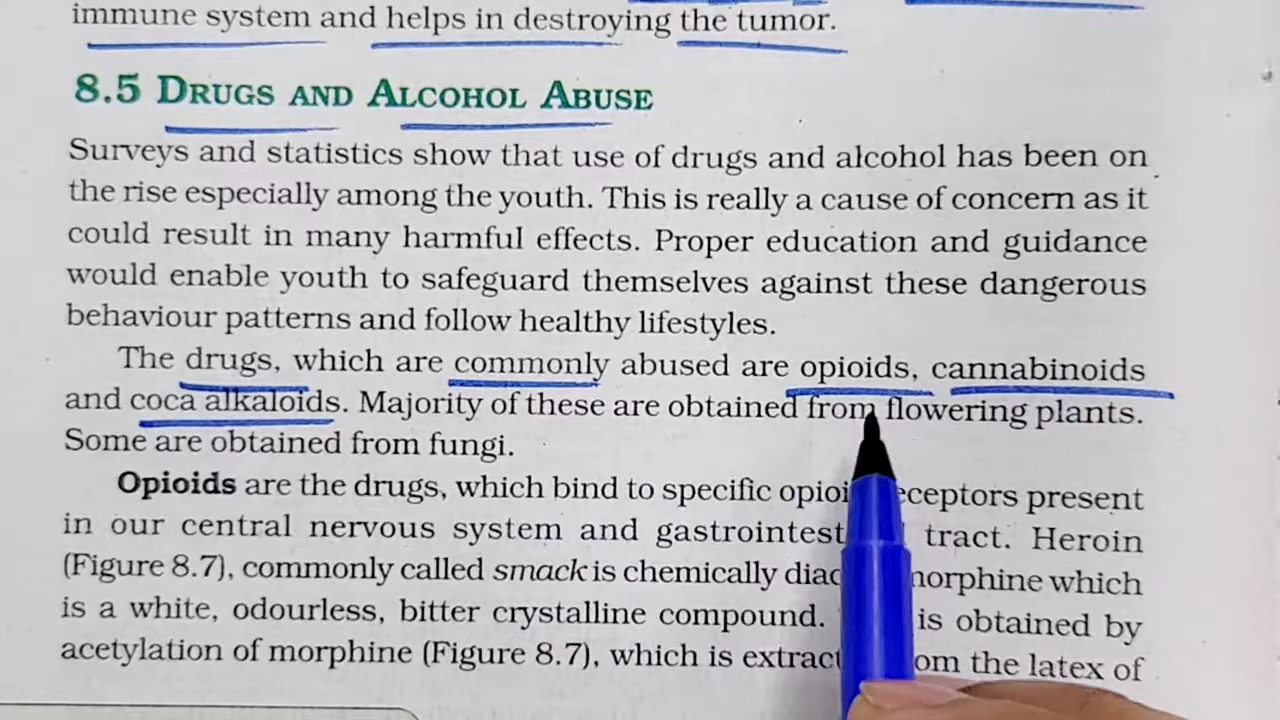 immune system and helps in destroying the tumor.
8.5 DRUGS AND ALCOHOL ABUSE
Surveys and statistics show that use of drugs and alcohol has been on
the rise especially among the youth. This is really a cause of concern as it
could result in many harmful effects. Proper education and guidance
would enable youth to safeguard themselves against these dangerous
behaviour patterns and follow healthy lifestyles.
The drugs, which are commonly abused are opioids, cannabinoids
and coca alkaloids. Majority of these are obtained from flowering plants.
Some are obtained from fungi.
Opioids are the drugs, which bind to specific opioi eceptors present
in our central nervous system and gastrointest tract. Heroin
(Figure 8.7), commonly called smack is chemically diac morphine which
is a white, odourless, bitter crystalline compound. is obtained by
acetylation of morphine (Figure 8.7), which is extrac om the latex of